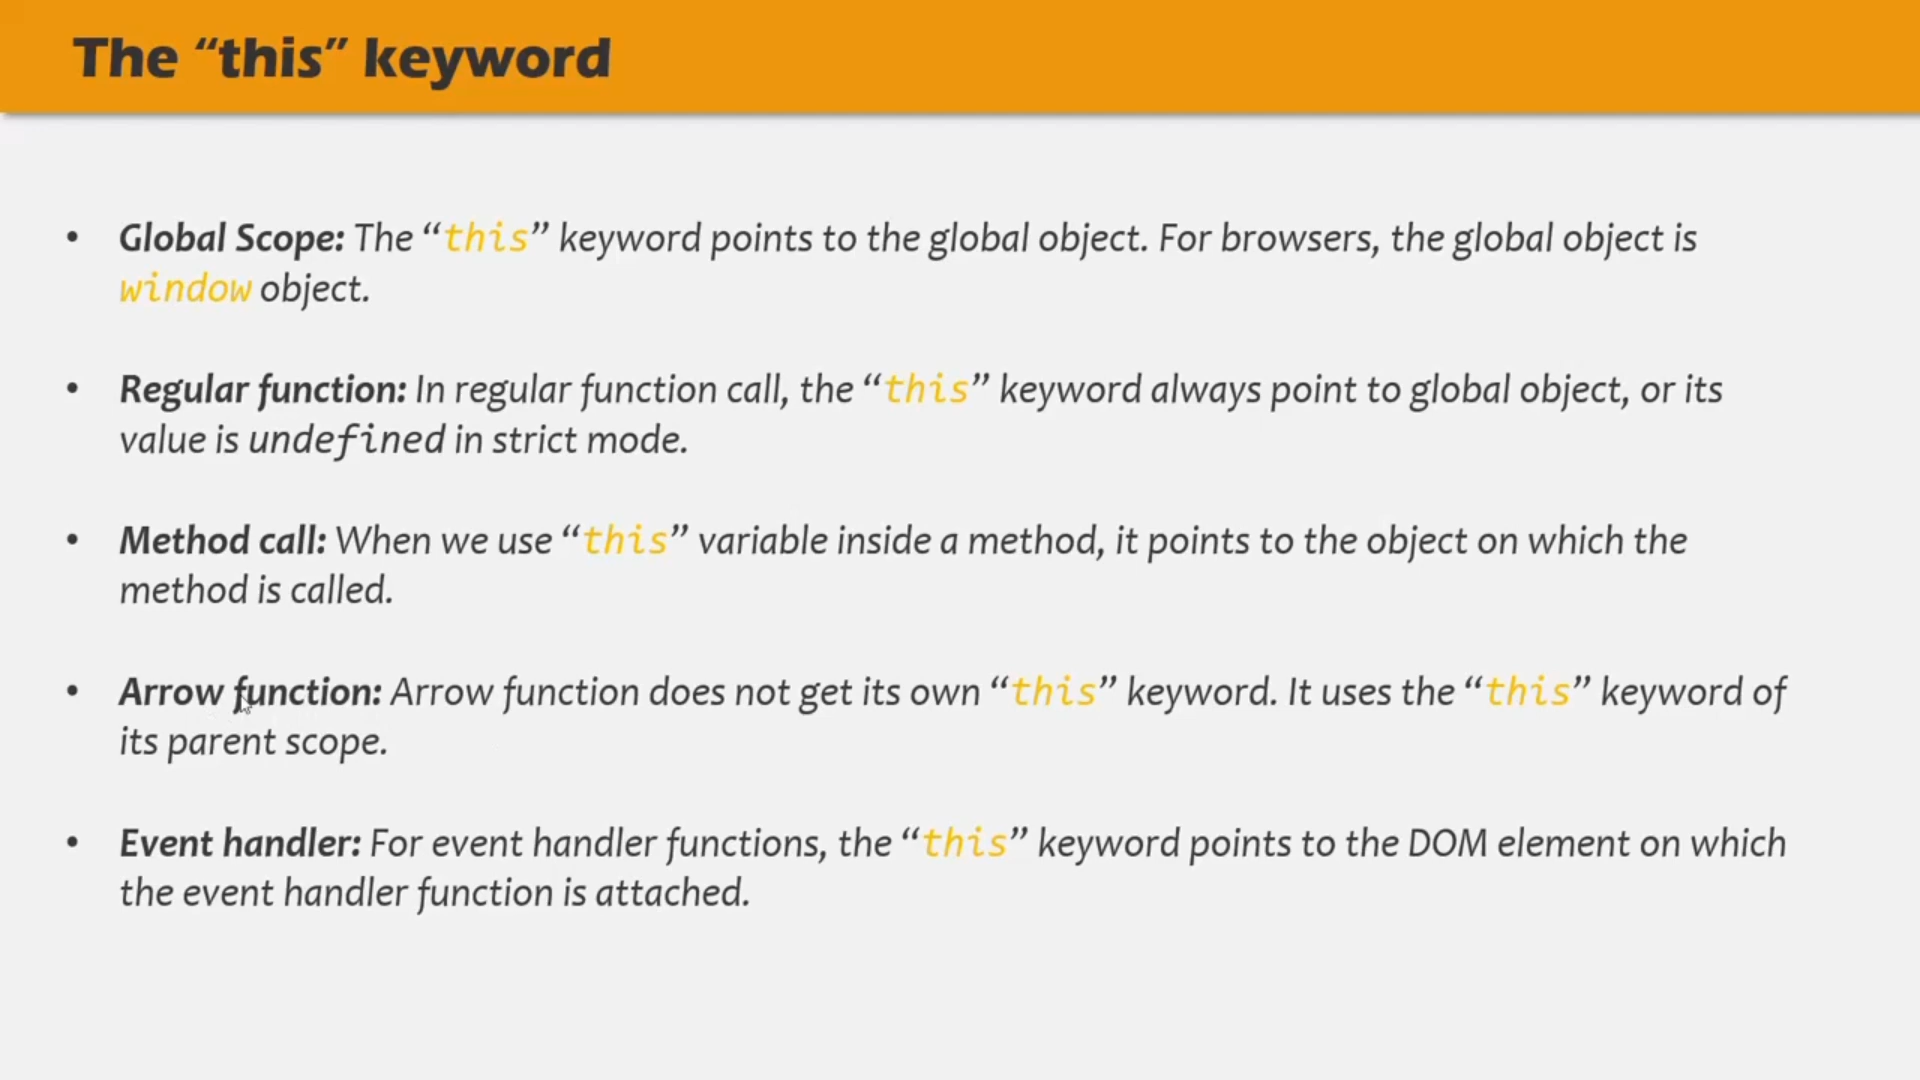 The “this” keyword
• Global Scope: The “this” keyword points to the global object. For browsers, the global object is
window object.
• Regular function: In regular function call, the “this” keyword always point to global object, or its
value is undefined in strict mode.
• Method call: When we use “this” variable inside a method, it points to the object on which the
method is called.
• Arrow function: Arrow function does not get its own “this” keyword. It uses the “this” keyword of
its parent scope.
• Event handler: For event handler functions, the “this” keyword points to the DOM element on which
the event handler function is attached.